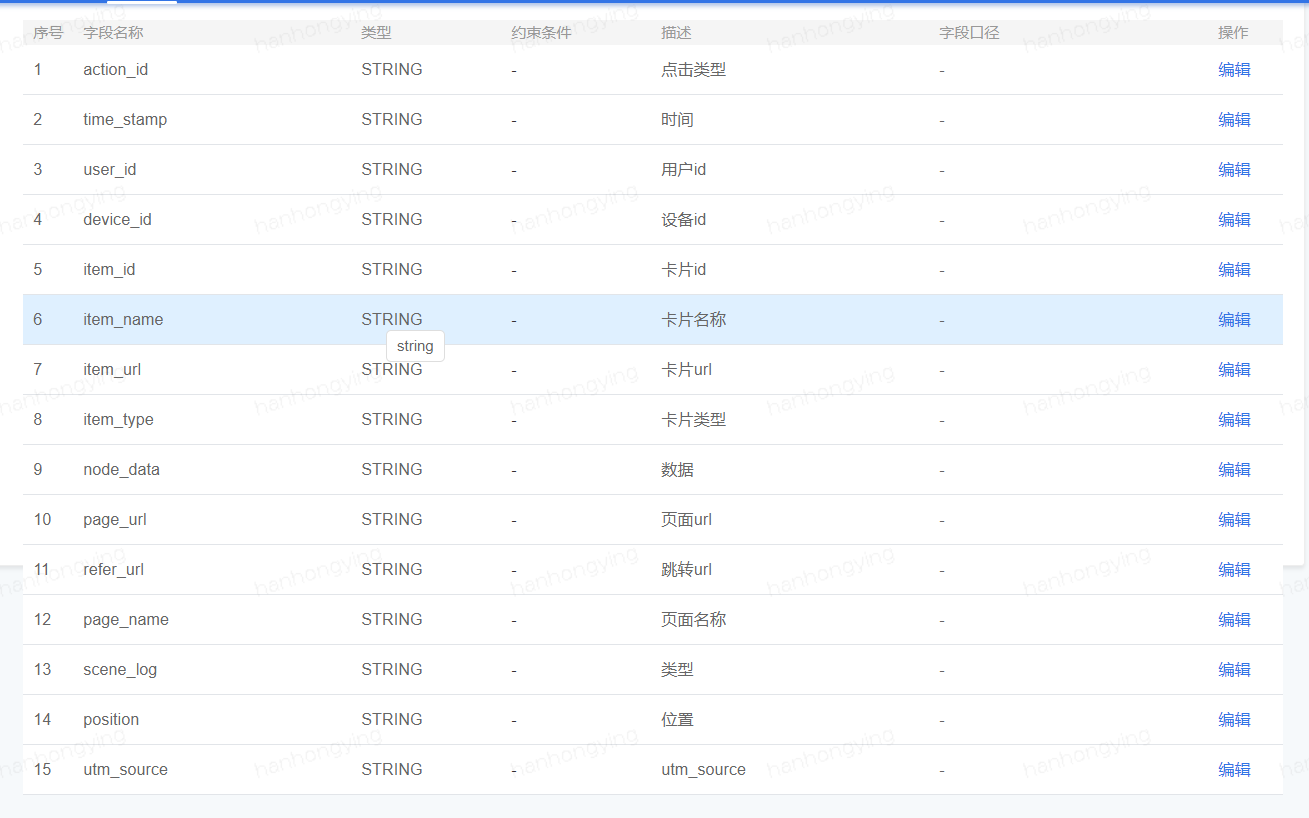 序号 字段名称 类型 约束条件 描述 字段口径 操作
1 action_id STRING - 点击类型 - 编辑
2 time_stamp STRING - 时间 - 编辑
3 user_id STRING - 用户id - 编辑
4 device_id STRING - 设备id - 编辑
5 item_id STRING - 卡片id - 编辑
6 item_name STRING - 卡片名称 - 编辑
string
7 item_url STRING - 卡片url - 编辑
8 item_type STRING - 卡片类型 - 编辑
9 node_data STRING - 数据 - 编辑
10 page_url STRING - 页面url - 编辑
11 refer_url STRING - 跳转url - 编辑
12 page_name STRING - 页面名称 - 编辑
13 scene_log STRING - 类型 - 编辑
14 position STRING - 位置 - 编辑
15 utm_source STRING - utm_source - 编辑
hanhongying